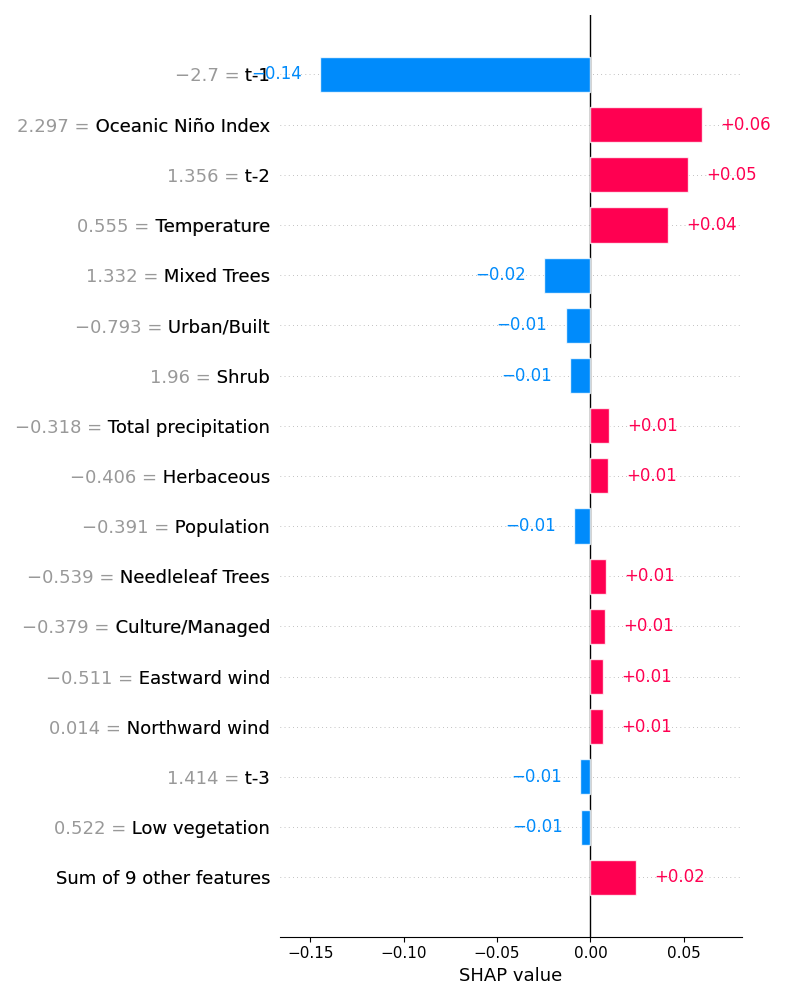 −2.7 = t-1 −0.14
2.297 = Oceanic Niño Index +0.06
1.356 = t-2 +0.05
0.555 = Temperature +0.04
1.332 = Mixed Trees −0.02
−0.793 = Urban/Built −0.01
1.96 = Shrub −0.01
−0.318 = Total precipitation +0.01
−0.406 = Herbaceous +0.01
−0.391 = Population −0.01
−0.539 = Needleleaf Trees +0.01
−0.379 = Culture/Managed +0.01
−0.511 = Eastward wind +0.01
0.014 = Northward wind +0.01
1.414 = t-3 −0.01
0.522 = Low vegetation −0.01
Sum of 9 other features +0.02
−0.15 −0.10 −0.05 0.00 0.05
SHAP value